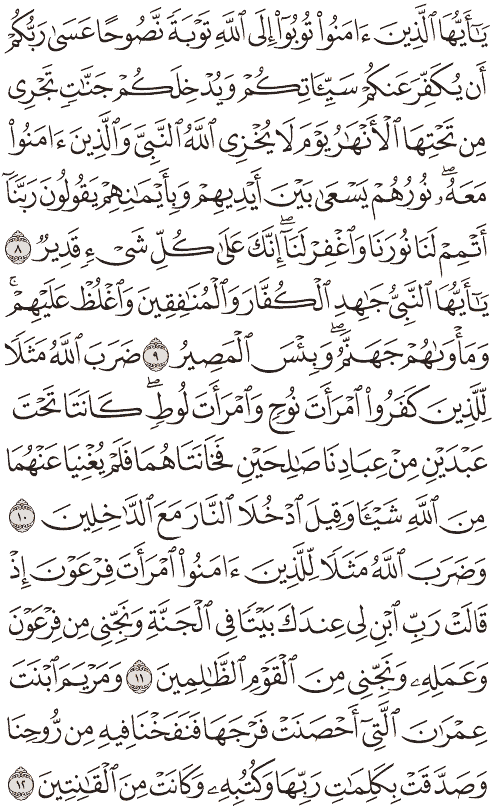 يَـٰٓأَيُّهَا ٱلَّذِينَ ءَامَنُوا۟ تُوبُوٓا۟ إِلَى ٱللَّهِ تَوْبَةً نَّصُوحًا عَسَىٰ رَبُّكُمْ
أَن يُكَفِّرَ عَنكُمْ سَيِّـَٔاتِكُمْ وَيُدْخِلَكُمْ جَنَّـٰتٍ تَجْرِى
مِن تَحْتِهَا ٱلْأَنْهَـٰرُ يَوْمَ لَا يُخْزِى ٱللَّهُ ٱلنَّبِىَّ وَٱلَّذِينَ ءَامَنُوا۟
مَعَهُۥ ۖ نُورُهُمْ يَسْعَىٰ بَيْنَ أَيْدِيهِمْ وَبِأَيْمَـٰنِهِمْ يَقُولُونَ رَبَّنَآ
أَتْمِمْ لَنَا نُورَنَا وَٱغْفِرْ لَنَآ ۖ إِنَّكَ عَلَىٰ كُلِّ شَىْءٍ قَدِيرٌ ٨
يَـٰٓأَيُّهَا ٱلنَّبِىُّ جَـٰهِدِ ٱلْكُفَّارَ وَٱلْمُنَـٰفِقِينَ وَٱغْلُظْ عَلَيْهِمْ ۚ
وَمَأْوَىٰهُمْ جَهَنَّمُ ۖ وَبِئْسَ ٱلْمَصِيرُ ٩ ضَرَبَ ٱللَّهُ مَثَلًا
لِّلَّذِينَ كَفَرُوا۟ ٱمْرَأَتَ نُوحٍ وَٱمْرَأَتَ لُوطٍ ۖ كَانَتَا تَحْتَ
عَبْدَيْنِ مِنْ عِبَادِنَا صَـٰلِحَيْنِ فَخَانَتَاهُمَا فَلَمْ يُغْنِيَا عَنْهُمَا
مِنَ ٱللَّهِ شَيْـًٔا وَقِيلَ ٱدْخُلَا ٱلنَّارَ مَعَ ٱلدَّٰخِلِينَ ١٠
وَضَرَبَ ٱللَّهُ مَثَلًا لِّلَّذِينَ ءَامَنُوا۟ ٱمْرَأَتَ فِرْعَوْنَ إِذْ
قَالَتْ رَبِّ ٱبْنِ لِى عِندَكَ بَيْتًا فِى ٱلْجَنَّةِ وَنَجِّنِى مِن فِرْعَوْنَ
وَعَمَلِهِۦ وَنَجِّنِى مِنَ ٱلْقَوْمِ ٱلظَّـٰلِمِينَ ١١ وَمَرْيَمَ ٱبْنَتَ
عِمْرَٰنَ ٱلَّتِىٓ أَحْصَنَتْ فَرْجَهَا فَنَفَخْنَا فِيهِ مِن رُّوحِنَا
وَصَدَّقَتْ بِكَلِمَـٰتِ رَبِّهَا وَكُتُبِهِۦ وَكَانَتْ مِنَ ٱلْقَـٰنِتِينَ ١٢